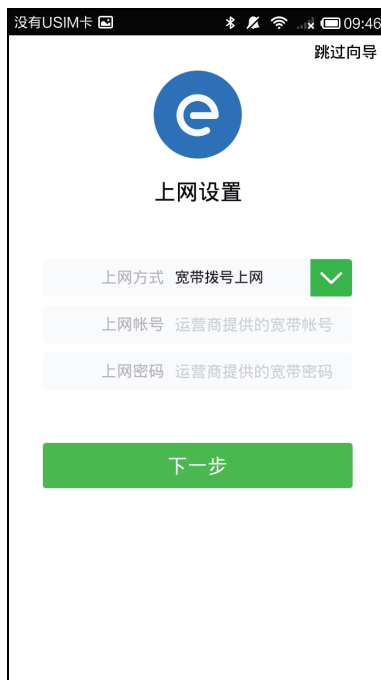 没有USIM卡 09:46
跳过向导
上网设置
上网方式 宽带拨号上网
上网帐号 运营商提供的宽带帐号
上网密码 运营商提供的宽带密码
下一步